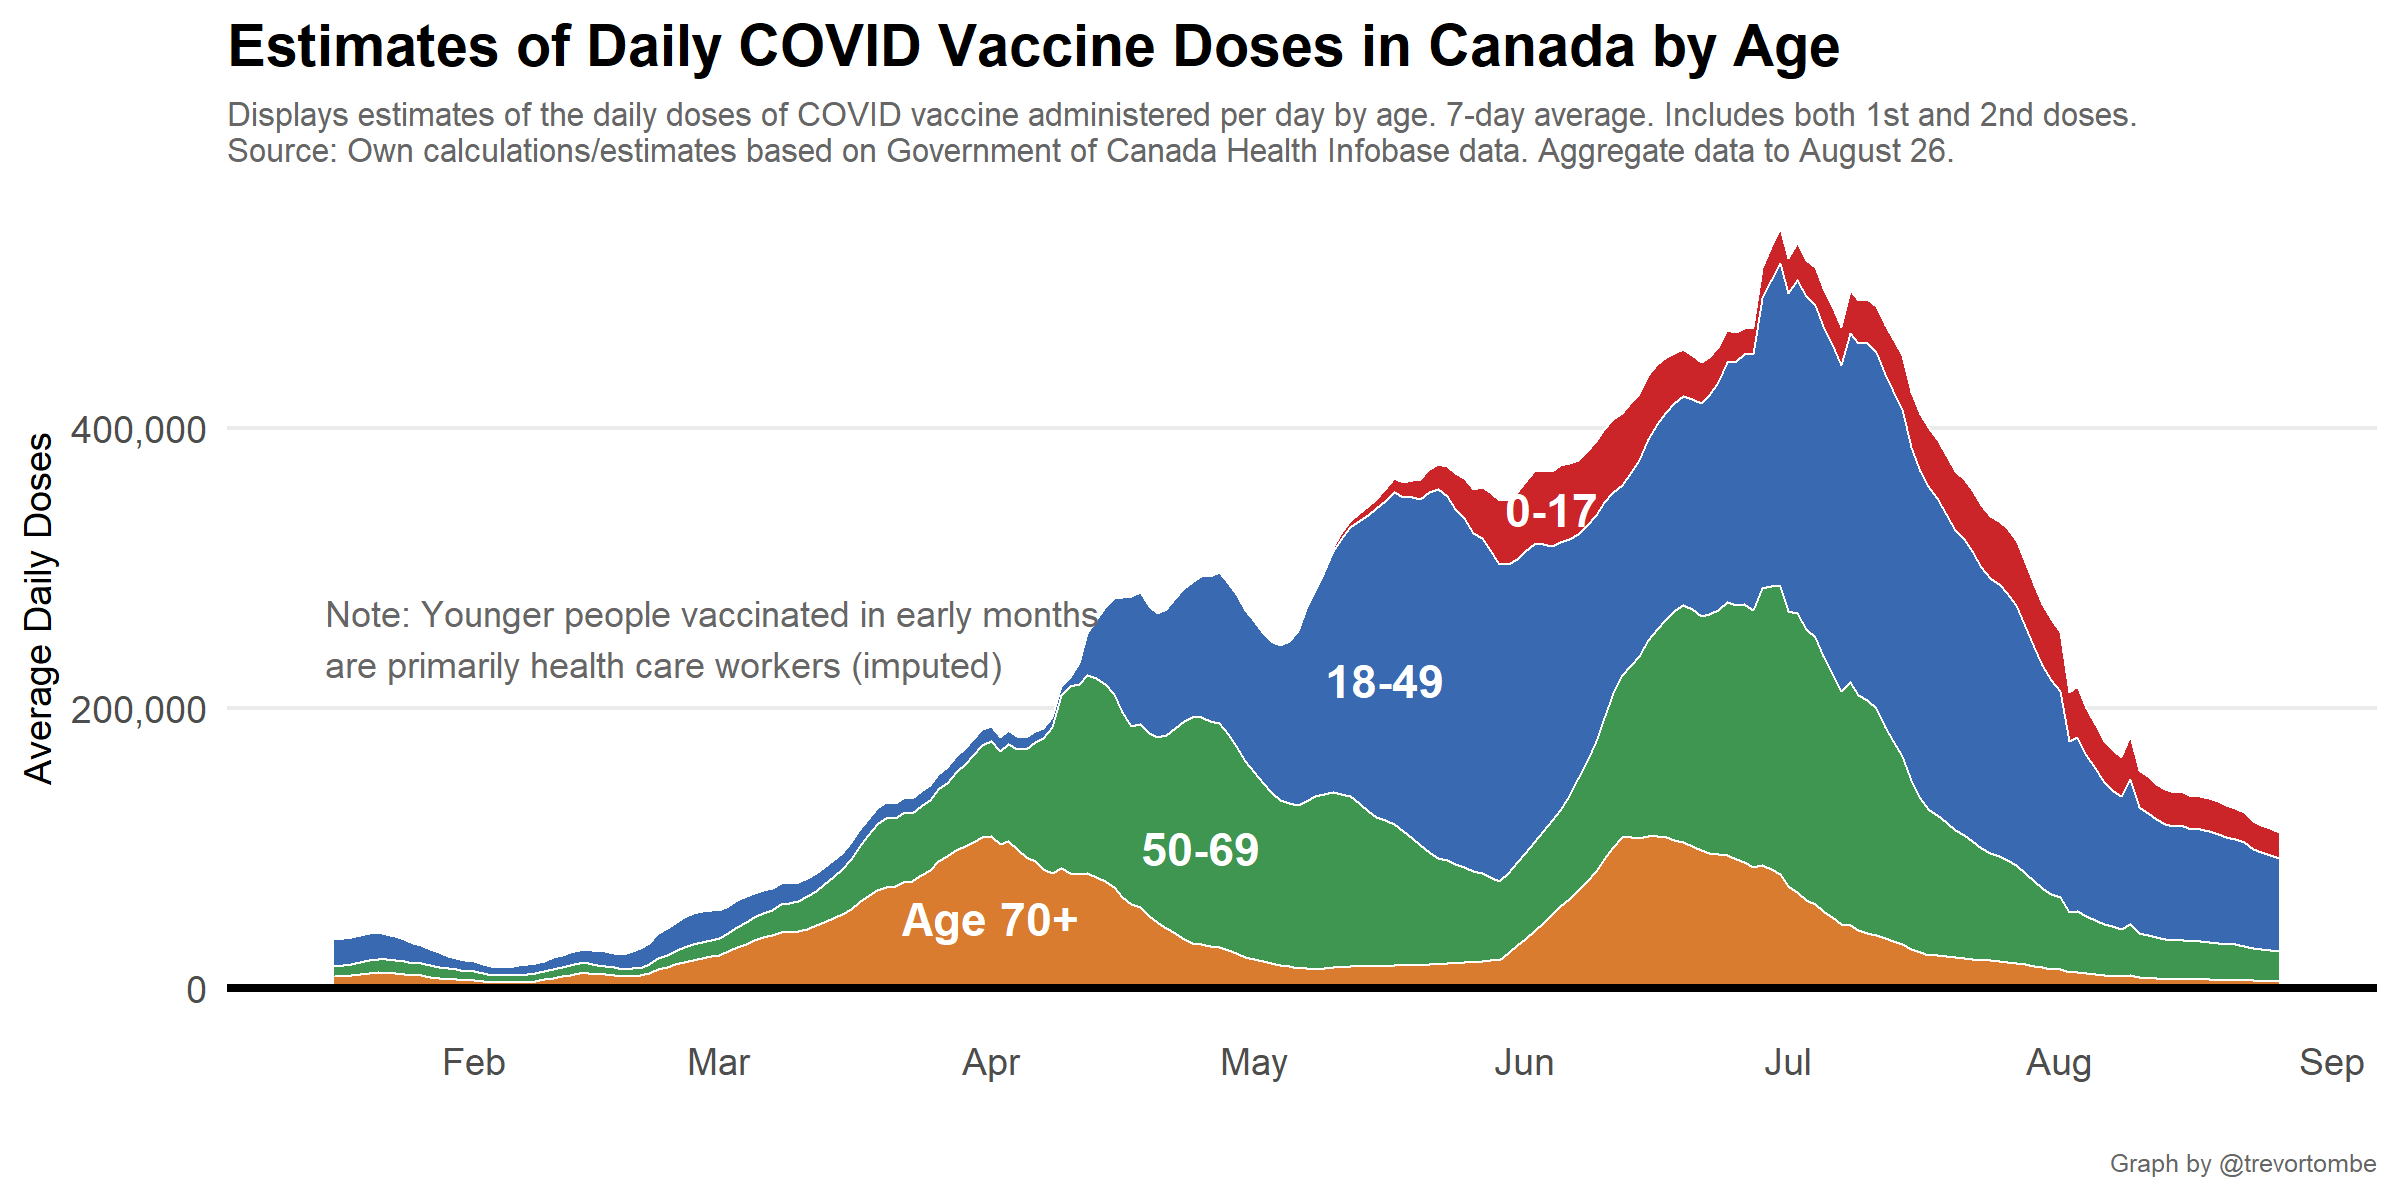 Estimates of Daily COVID Vaccine Doses in Canada by Age
Displays estimates of the daily doses of COVID vaccine administered per day by age. 7-day average. Includes both 1st and 2nd doses.
Source: Own calculations/estimates based on Government of Canada Health Infobase data. Aggregate data to August 26.
Average Daily Doses
400,000
200,000
0
Note: Younger people vaccinated in early months
are primarily health care workers (imputed)
0-17
18-49
50-69
Age 70+
Feb
Mar
Apr
May
Jun
Jul
Aug
Sep
Graph by @trevortombe